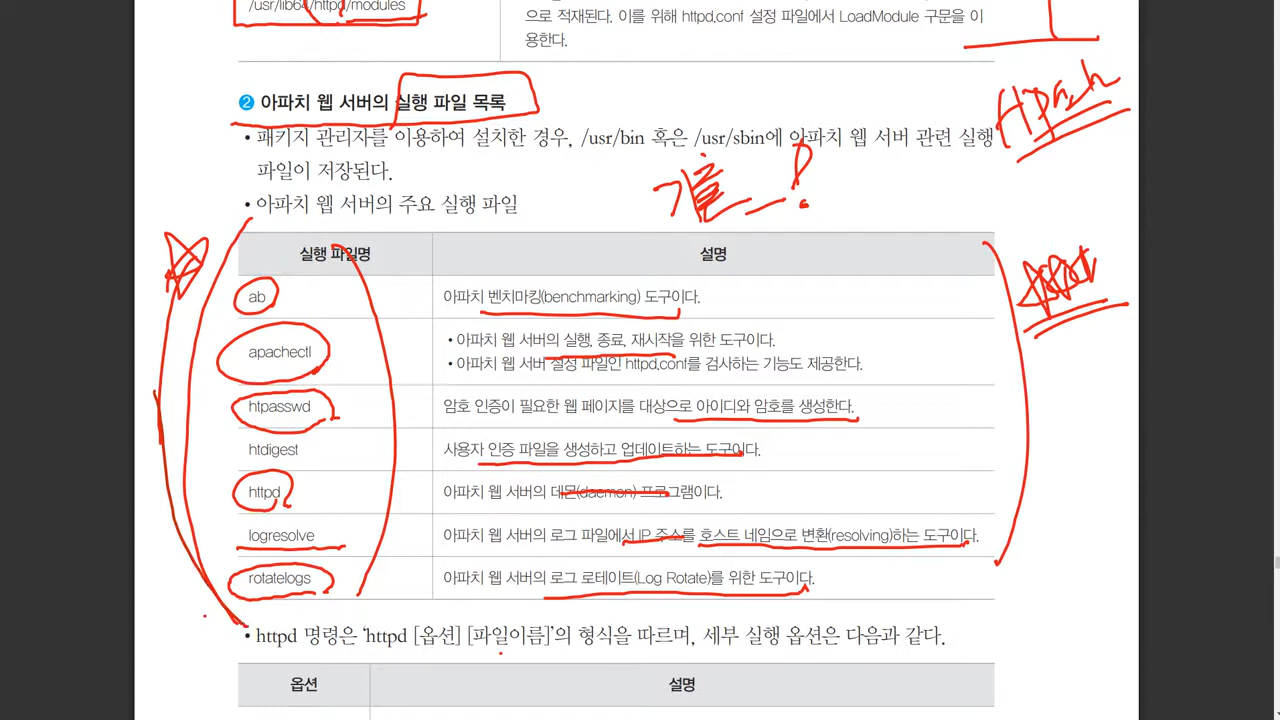 /usr/lib64/httpd/modules
으로 적재된다. 이를 위해 httpd.conf 설정 파일에서 LoadModule 구문을 이
용한다.
2 아파치 웹 서버의 실행 파일 목록
• 패키지 관리자를 이용하여 설치한 경우, /usr/bin 혹은 /usr/sbin에 아파치 웹 서버 관련 실행
파일이 저장된다.
• 아파치 웹 서버의 주요 실행 파일
기출
실행 파일명 설명
ab 아파치 벤치마킹(benchmarking) 도구이다.
apachectl • 아파치 웹 서버의 실행, 종료, 재시작을 위한 도구이다.
• 아파치 웹 서버 설정 파일인 httpd.conf를 검사하는 기능도 제공한다.
htpasswd 암호 인증이 필요한 웹 페이지를 대상으로 아이디와 암호를 생성한다.
htdigest 사용자 인증 파일을 생성하고 업데이트하는 도구이다.
httpd 아파치 웹 서버의 데몬(daemon) 프로그램이다.
logresolve 아파치 웹 서버의 로그 파일에서 IP 주소를 호스트 네임으로 변환(resolving)하는 도구이다.
rotatelogs 아파치 웹 서버의 로그 로테이트(Log Rotate)를 위한 도구이다.
• httpd 명령은 ‘httpd [옵션] [파일이름]’의 형식을 따르며, 세부 실행 옵션은 다음과 같다.
옵션 설명